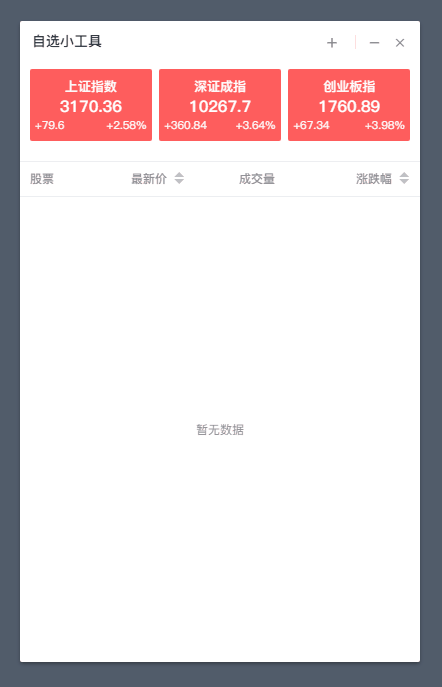 自选小工具
上证指数 深证成指 创业板指
3170.36 10267.7 1760.89
+79.6 +2.58% +360.84 +3.64% +67.34 +3.98%
股票 最新价 成交量 涨跌幅
暂无数据